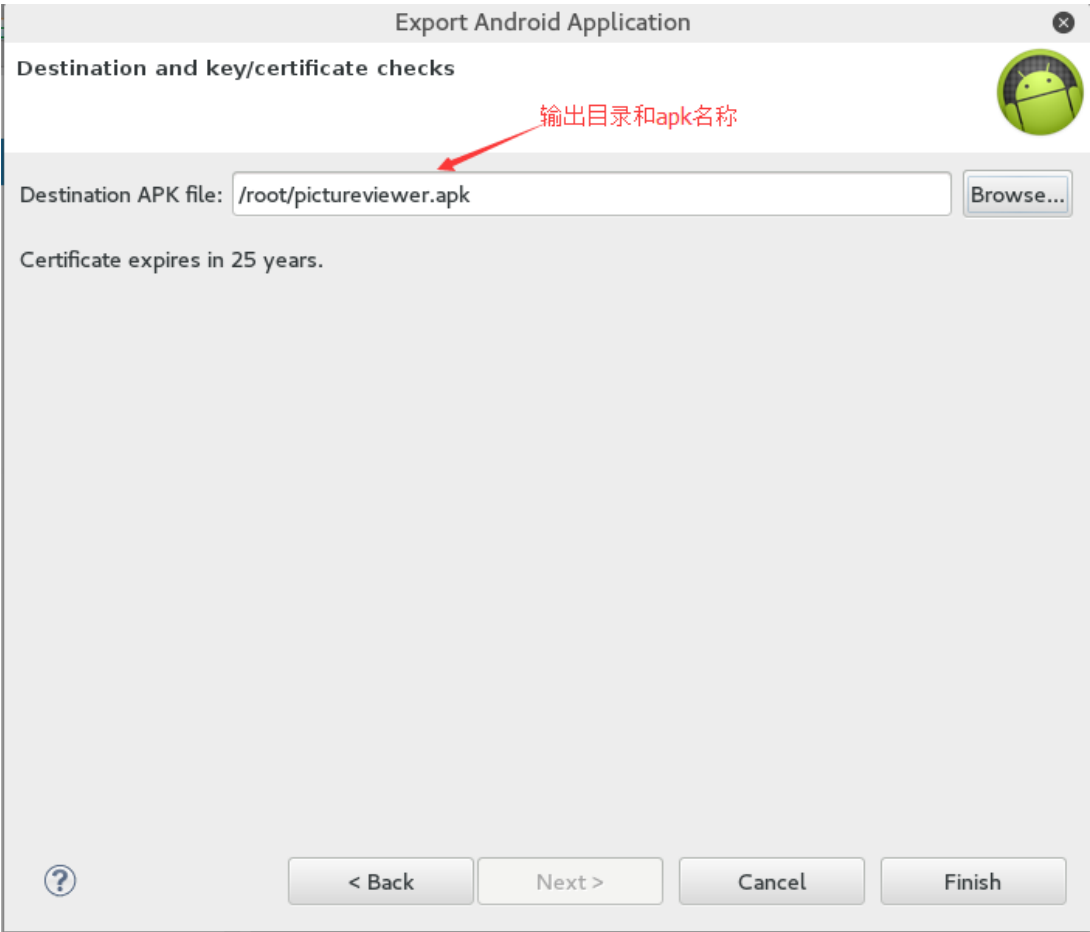 Export Android Application
Destination and key/certificate checks
输出目录和apk名称
Destination APK file: /root/pictureviewer.apk Browse...
Certificate expires in 25 years.
< Back Next > Cancel Finish